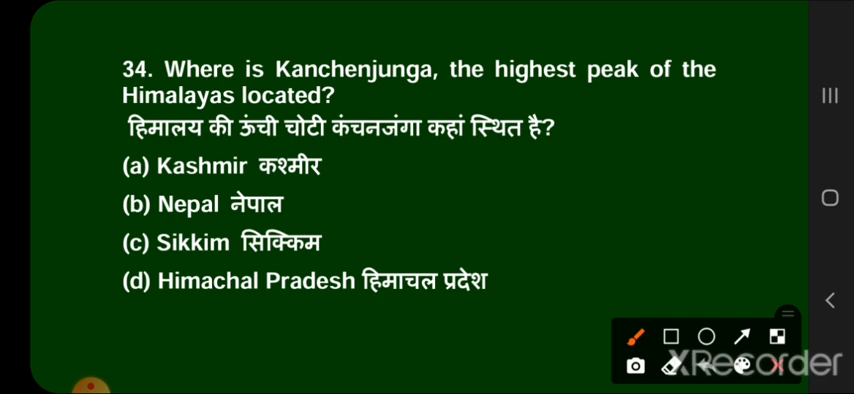 34. Where is Kanchenjunga, the highest peak of the
Himalayas located?
हिमालय की ऊंची चोटी कंचनजंगा कहां स्थित है?
(a) Kashmir कश्मीर
(b) Nepal नेपाल
(c) Sikkim सिक्किम
(d) Himachal Pradesh हिमाचल प्रदेश
XRecorder